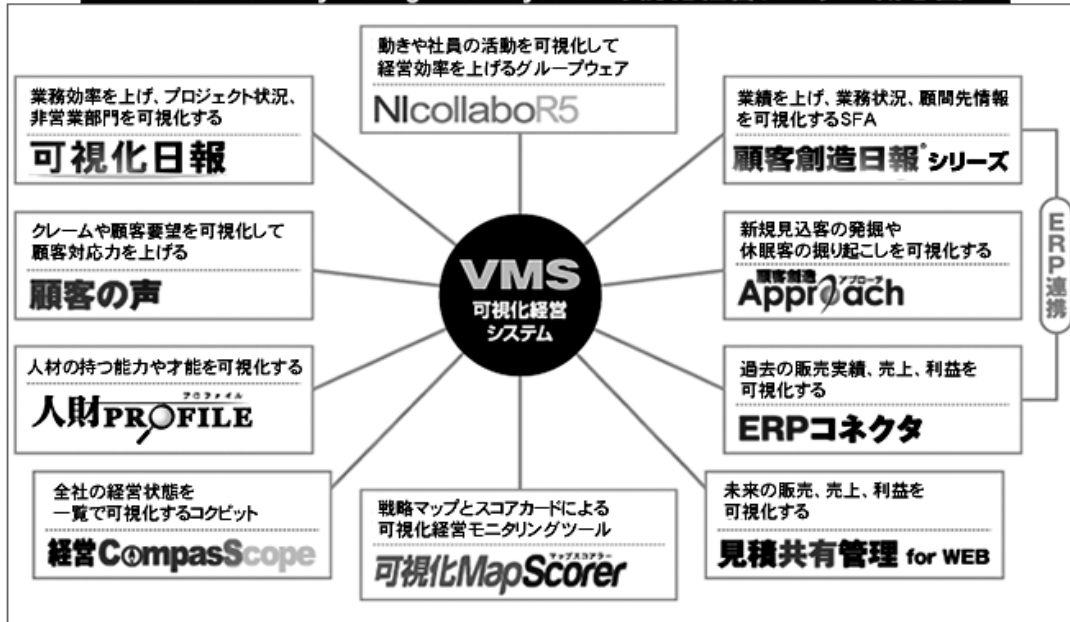 動きや社員の活動を可視化して
経営効率を上げるグループウェア
NIcollaboR5
業務効率を上げ、プロジェクト状況、
非営業部門を可視化する
可視化日報
業績を上げ、業務状況、顧問先情報
を可視化するSFA
顧客創造日報®シリーズ
クレームや顧客要望を可視化して
顧客対応力を上げる
顧客の声
VMS
可視化経営
システム
新規見込客の発掘や
休眠客の掘り起こしを可視化する
顧客創造 アプローチ
Approach
ERP連携
人材の持つ能力や才能を可視化する
プロファイル
人財PROFILE
過去の販売実績、売上、利益を
可視化する
ERPコネクタ
全社の経営状態を
一覧で可視化するコクピット
経営CompasScope
戦略マップとスコアカードによる
可視化経営モニタリングツール
マップスコアラー
可視化MapScorer
未来の販売、売上、利益を
可視化する
見積共有管理 for WEB